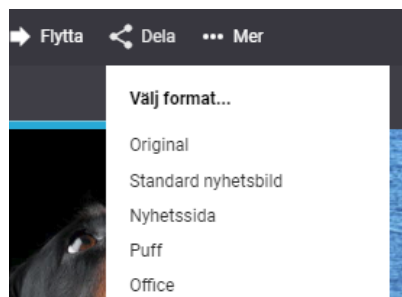 Flytta Dela Mer
Välj format...
Original
Standard nyhetsbild
Nyhetssida
Puff
Office